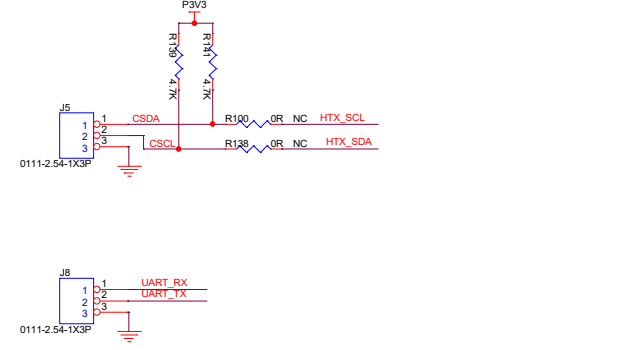 P3V3
R139
R141
4.7K
4.7K
J5
1
2
3
1
2
3
CSDA
CSCL
R100 0R NC HTX_SCL
R138 0R NC HTX_SDA
0111-2.54-1X3P
J8
1
2
3
1
2
3
UART_RX
UART_TX
0111-2.54-1X3P